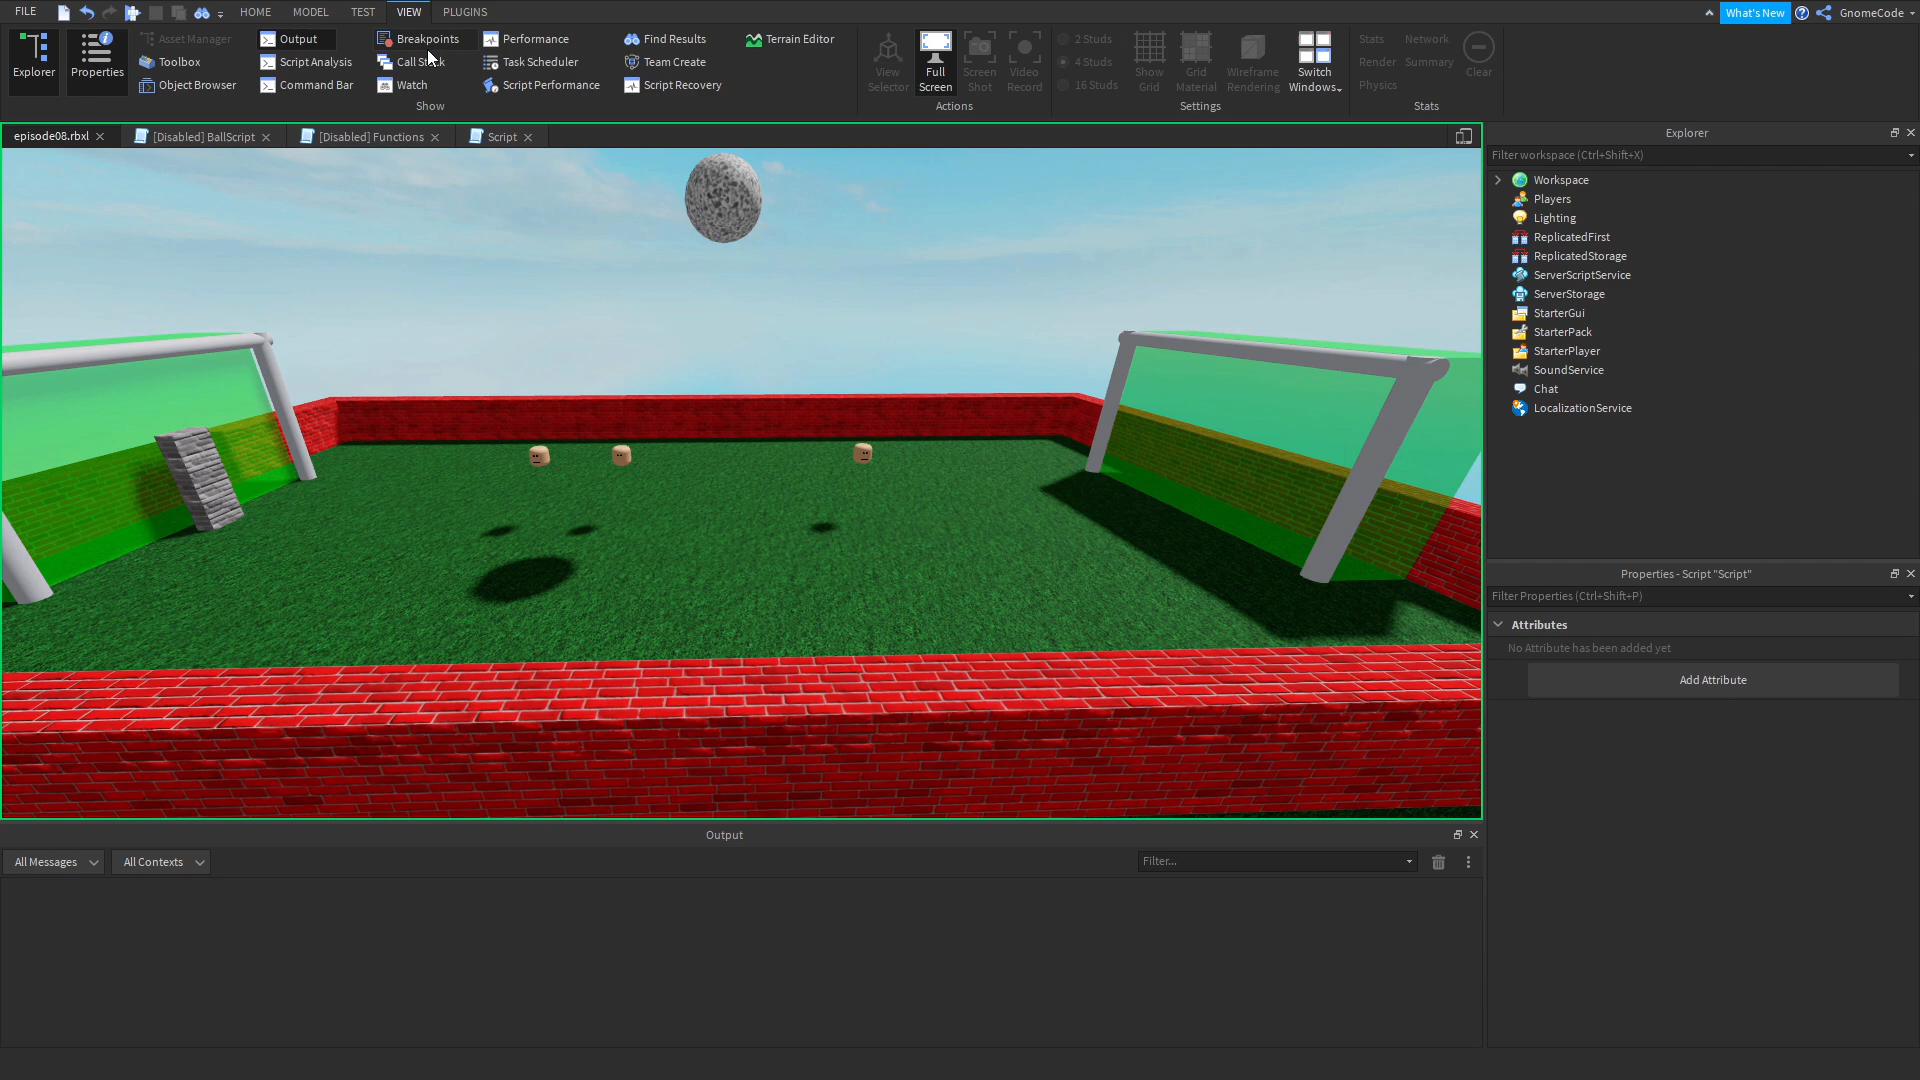 FILE HOME MODEL TEST VIEW PLUGINS What's New GnomeCode
Explorer
Properties
Asset Manager
Toolbox
Object Browser
Output
Script Analysis
Command Bar
Breakpoints
Call Stack
Watch
Performance
Task Scheduler
Script Performance
Find Results
Team Create
Script Recovery
Terrain Editor
Show
View
Selector
Full
Screen
Screen
Shot
Video
Record
Actions
2 Studs
4 Studs
16 Studs
Show
Grid
Grid
Material
Wireframe
Rendering
Switch
Windows
Settings
Stats Network
Render Summary
Physics
Clear
Stats
episode08.rbxl [Disabled] BallScript [Disabled] Functions Script
Explorer
Filter workspace (Ctrl+Shift+X)
Workspace
Players
Lighting
ReplicatedFirst
ReplicatedStorage
ServerScriptService
ServerStorage
StarterGui
StarterPack
StarterPlayer
SoundService
Chat
LocalizationService
Properties - Script "Script"
Filter Properties (Ctrl+Shift+P)
Attributes
No Attribute has been added yet
Add Attribute
Output
All Messages All Contexts Filter...